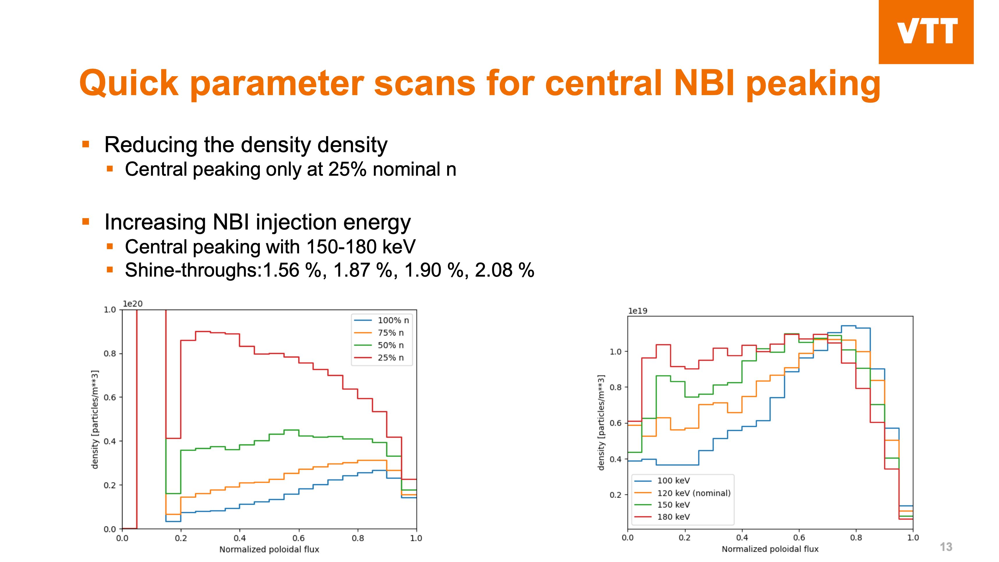 VTT
Quick parameter scans for central NBI peaking
Reducing the density density
Central peaking only at 25% nominal n
Increasing NBI injection energy
Central peaking with 150-180 keV
Shine-throughs:1.56 %, 1.87 %, 1.90 %, 2.08 %
1e20
1.0
0.8
0.6
0.4
0.2
0.0
density [particles/m**3]
100% n
75% n
50% n
25% n
0.0 0.2 0.4 0.6 0.8 1.0
Normalized poloidal flux
1e19
1.0
0.8
0.6
0.4
0.2
density [particles/m**3]
100 keV
120 keV (nominal)
150 keV
180 keV
0.0 0.2 0.4 0.6 0.8 1.0
Normalized poloidal flux
13